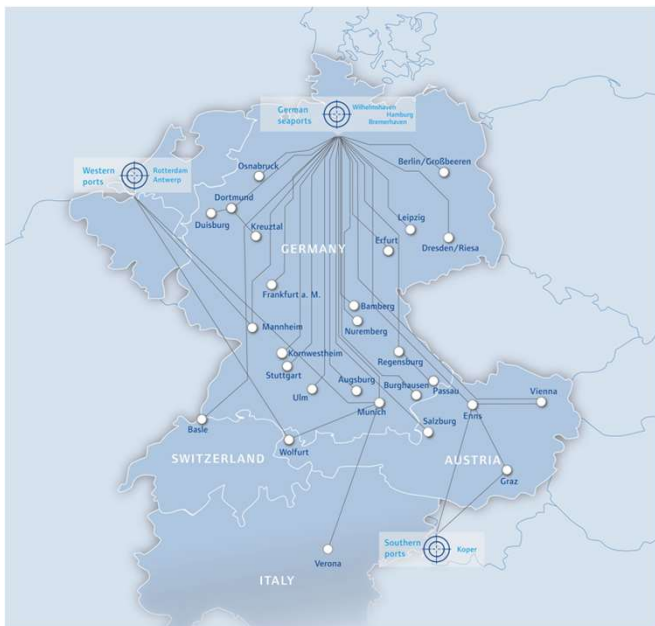 German
seaports
Wilhelmshaven
Hamburg
Bremerhaven
Western
ports
Rotterdam
Antwerp
Osnabruck
Berlin/Großbeeren
Dortmund
Duisburg
Kreuztal
Leipzig
GERMANY
Erfurt
Dresden/Riesa
Frankfurt a. M.
Bamberg
Mannheim
Nuremberg
Kornwestheim
Regensburg
Stuttgart
Augsburg
Burghausen
Passau
Vienna
Ulm
Munich
Enns
Basle
Salzburg
Wolfurt
SWITZERLAND
AUSTRIA
Graz
Southern
ports
Koper
Verona
ITALY